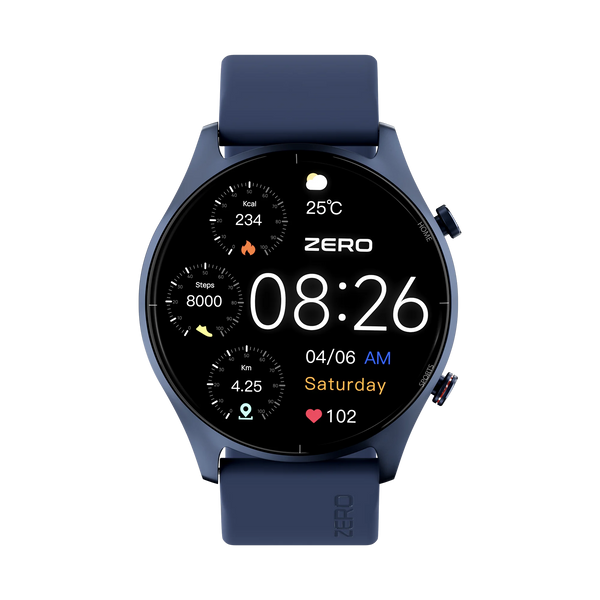 Kcal
234
25℃
ZERO
HOME
Steps
8000
08:26
04/06 AM
Saturday
Km
4.25
102
SPORTS
ZERO